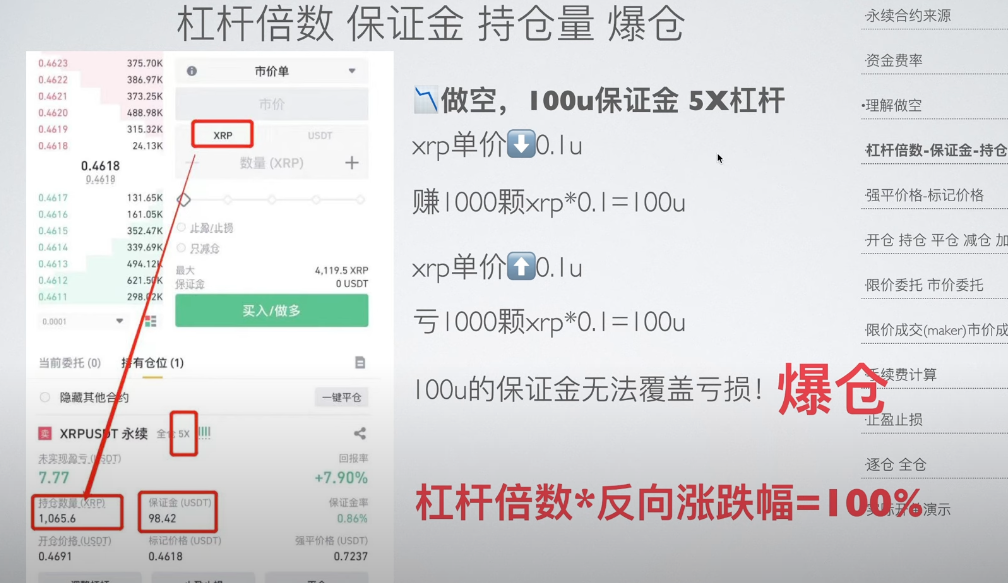 杠杆倍数 保证金 持仓量 爆仓
0.4623 375.70K
0.4622 386.97K
0.4621 373.25K
0.4620 488.98K
0.4619 315.32K
0.4618 24.13K
0.4618
0.4618
0.4617 131.65K
0.4616 161.05K
0.4615 352.47K
0.4614 339.69K
0.4613 494.12K
0.4612 621.50K
0.4611 298.02K
0.0001
市价单
市价
XRP USDT
数量 (XRP)
止盈/止损
只减仓
最大 4,119.5 XRP
保证金 0 USDT
买入/做多
当前委托 (0) 持有仓位 (1)
隐藏其他合约 一键平仓
卖 XRPUSDT 永续 全仓 5X
未实现盈亏 (USDT) 回报率
7.77 +7.90%
持仓数量 (XRP) 保证金 (USDT) 保证金率
1,065.6 98.42 0.86%
开仓价格 (USDT) 标记价格 (USDT) 强平价格 (USDT)
0.4691 0.4618 0.7237
做空，100u保证金 5X杠杆
xrp单价⬇0.1u
赚1000颗xrp*0.1=100u
xrp单价⬆0.1u
亏1000颗xrp*0.1=100u
100u的保证金无法覆盖亏损！爆仓
杠杆倍数*反向涨跌幅=100%
·永续合约来源
·资金费率
·理解做空
·杠杆倍数-保证金-持仓
·强平价格-标记价格
·开仓 持仓 平仓 减仓 加
·限价委托 市价委托
·限价成交(maker)市价成
手续费计算
·止盈止损
·逐仓 全仓
演示